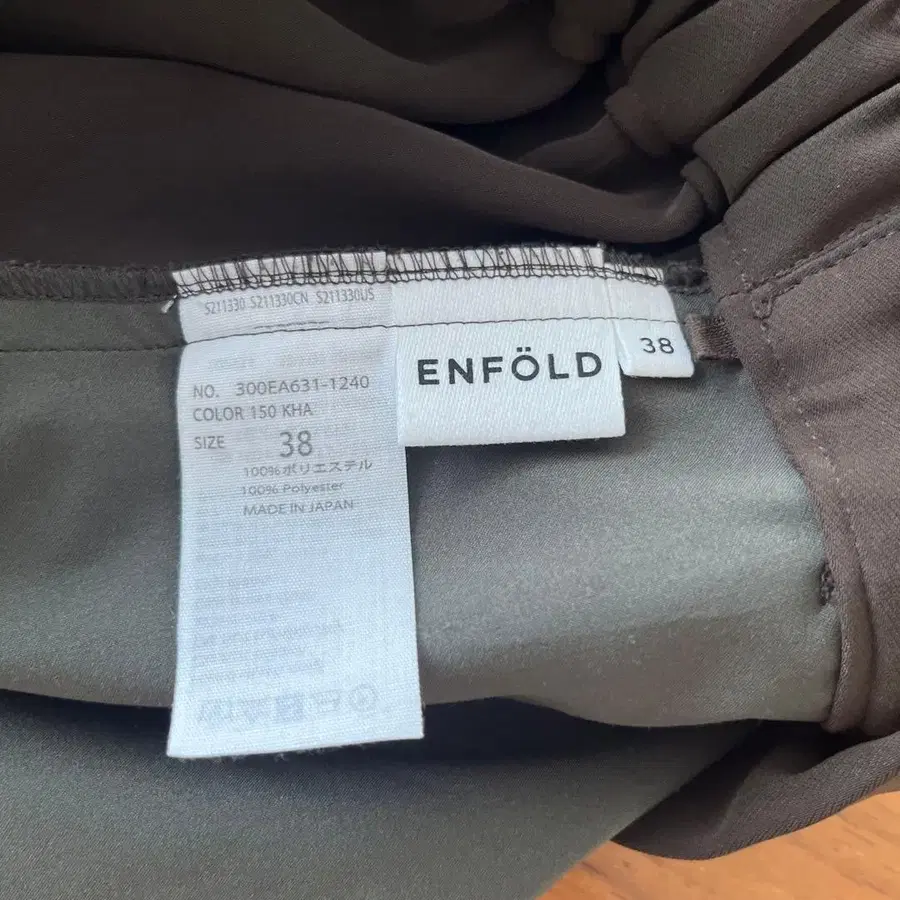 S211330 S211330CN S211330US
NO. 300EA631-1240
COLOR 150 KHA
SIZE 38
100%ポリエステル
100% Polyester
MADE IN JAPAN
ENFÖLD
38